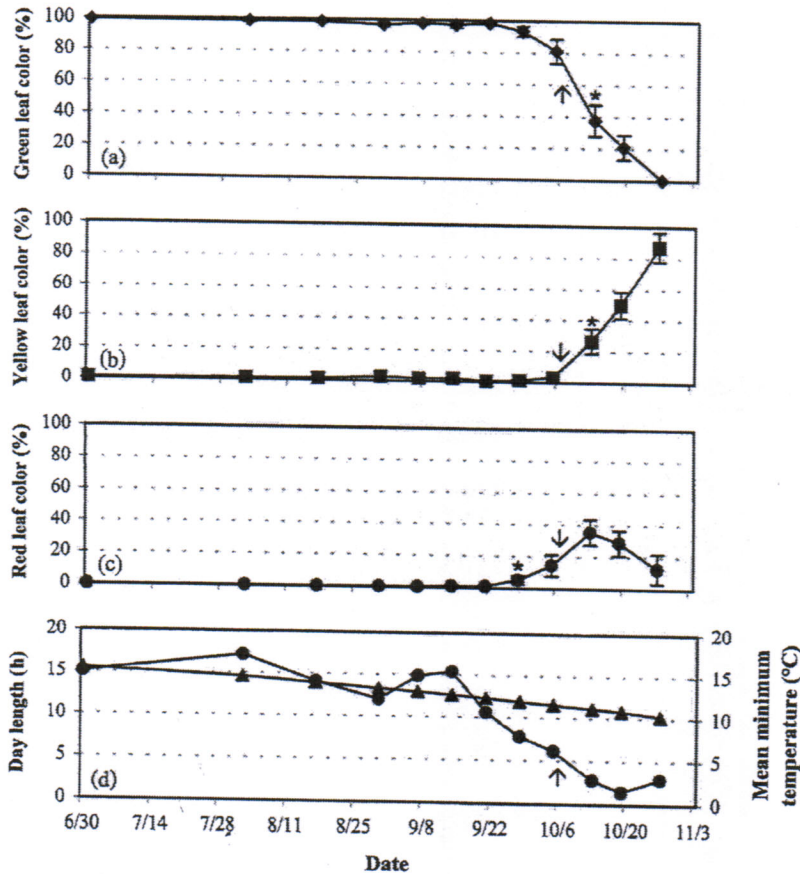 Green leaf color (%)
100
80
60
40
20
0
(a)
*
Yellow leaf color (%)
100
80
60
40
20
0
(b)
*
Red leaf color (%)
100
80
60
40
20
0
(c)
*
Day length (h)
20
15
10
5
0
(d)
20
15
10
5
0
Mean minimum
temperature (°C)
6/30 7/14 7/28 8/11 8/25 9/8 9/22 10/6 10/20 11/3
Date